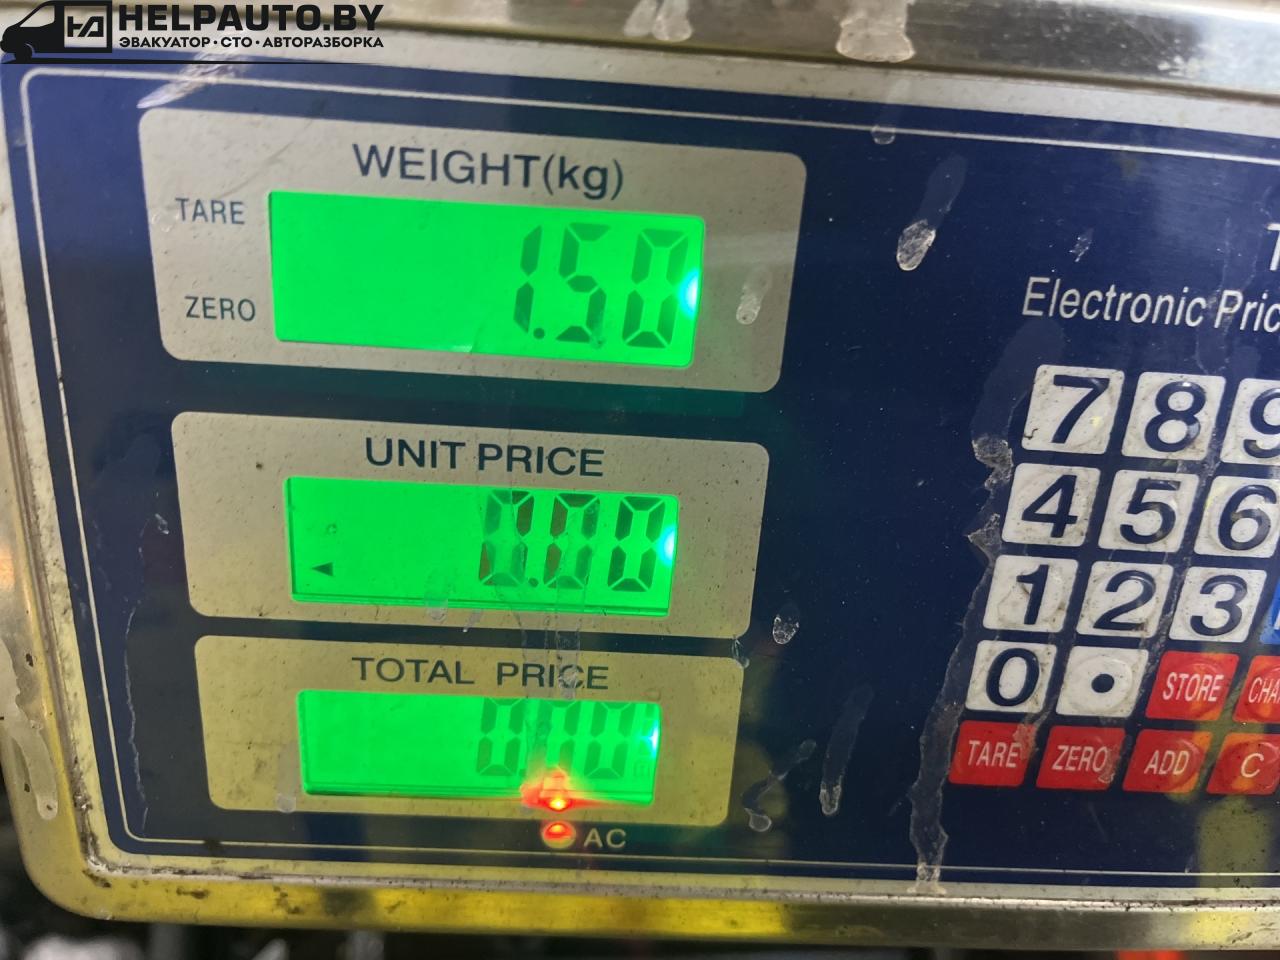 HELPAUTO.BY
ЭВАКУАТОР · СТО · АВТОРАЗБОРКА
WEIGHT(kg)
TARE
1.50
ZERO
Electronic
UNIT PRICE
0.00
TOTAL PRICE
0.00
AC
7 8 9
4 5 6
1 2 3
0 • STORE
TARE ZERO ADD C